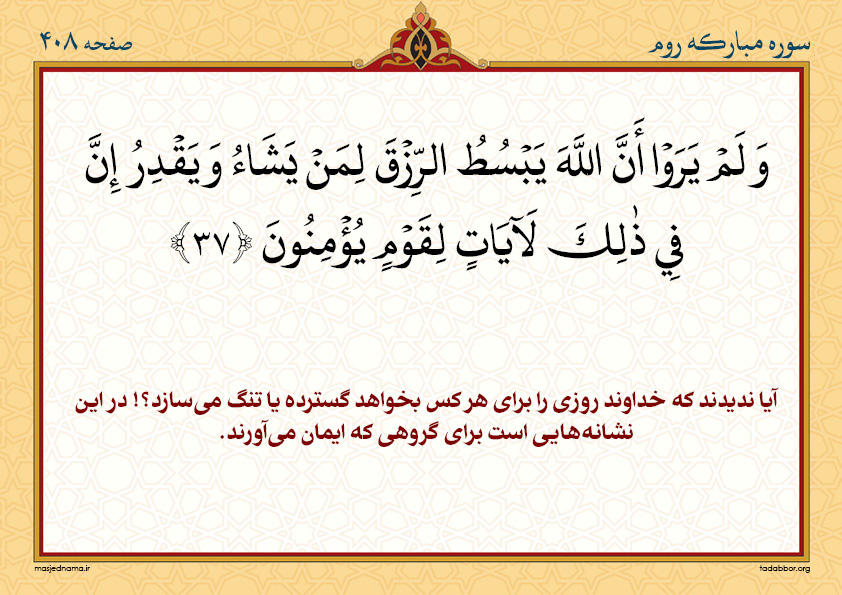 سوره مبارکه روم
صفحه ۴۰۸
وَلَمْ يَرَوْا أَنَّ اللَّهَ يَبْسُطُ الرِّزْقَ لِمَنْ يَشَاءُ وَيَقْدِرُ إِنَّ
فِي ذَٰلِكَ لَآيَاتٍ لِقَوْمٍ يُؤْمِنُونَ ﴿۳۷﴾
آیا ندیدند که خداوند روزی را برای هر کس بخواهد گسترده یا تنگ می‌سازد؟! در این
نشانه‌هایی است برای گروهی که ایمان می‌آورند.
masjednama.ir
tadabbor.org